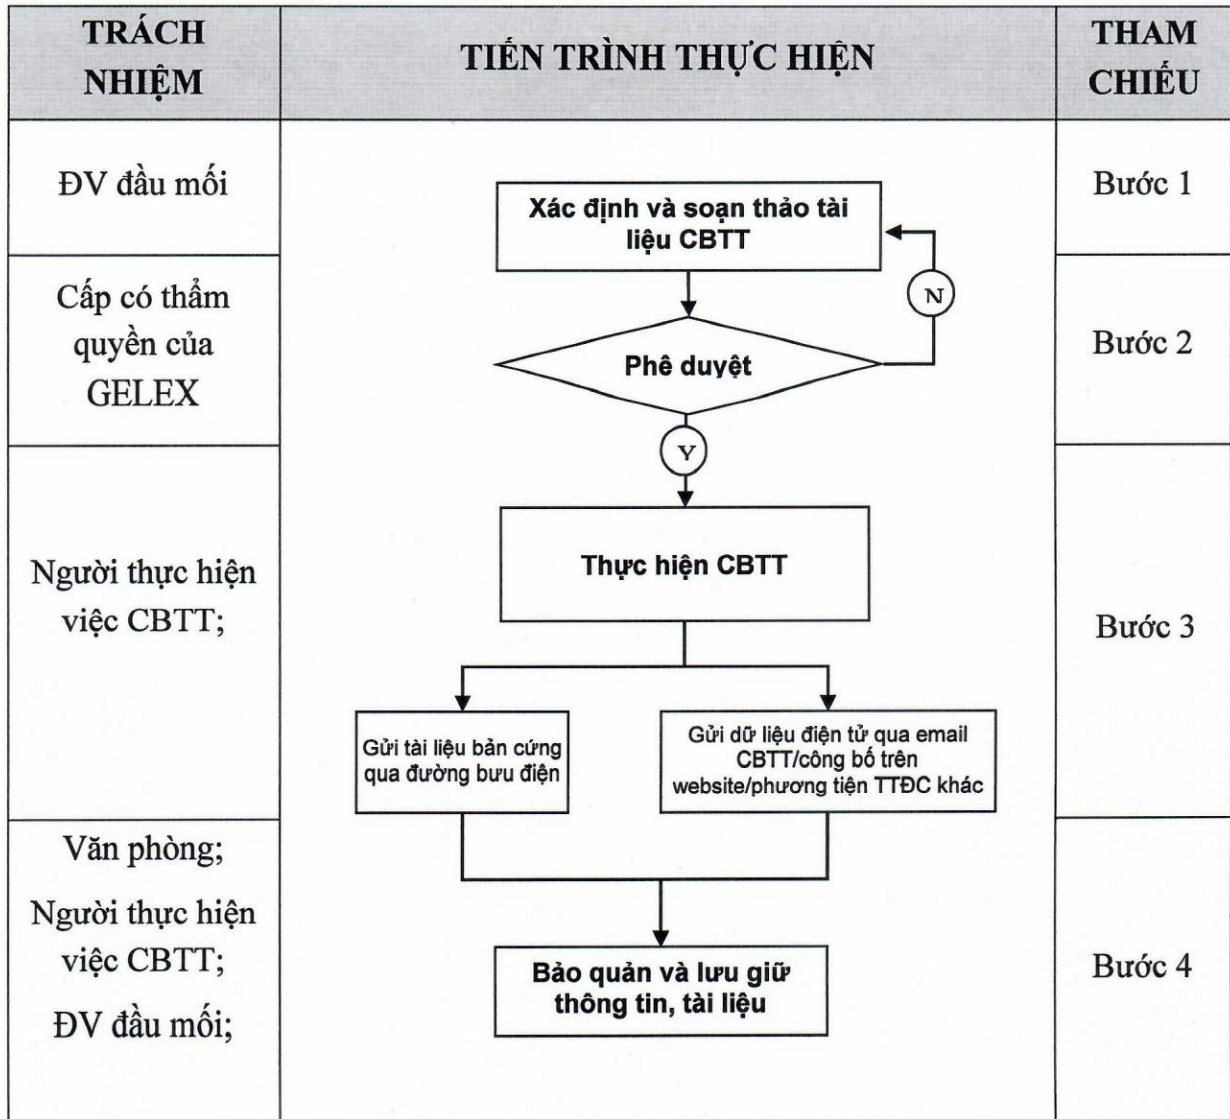 TRÁCH
NHIỆM
TIẾN TRÌNH THỰC HIỆN
THAM
CHIẾU
ĐV đầu mối
Xác định và soạn thảo tài
liệu CBTT
Bước 1
Cấp có thẩm
quyền của
GELEX
N
Phê duyệt
Bước 2
Y
Người thực hiện
việc CBTT;
Thực hiện CBTT
Bước 3
Gửi tài liệu bản cứng
qua đường bưu điện
Gửi dữ liệu điện tử qua email
CBTT/công bố trên
website/phương tiện TTĐC khác
Văn phòng;
Người thực hiện
việc CBTT;
ĐV đầu mối;
Bảo quản và lưu giữ
thông tin, tài liệu
Bước 4